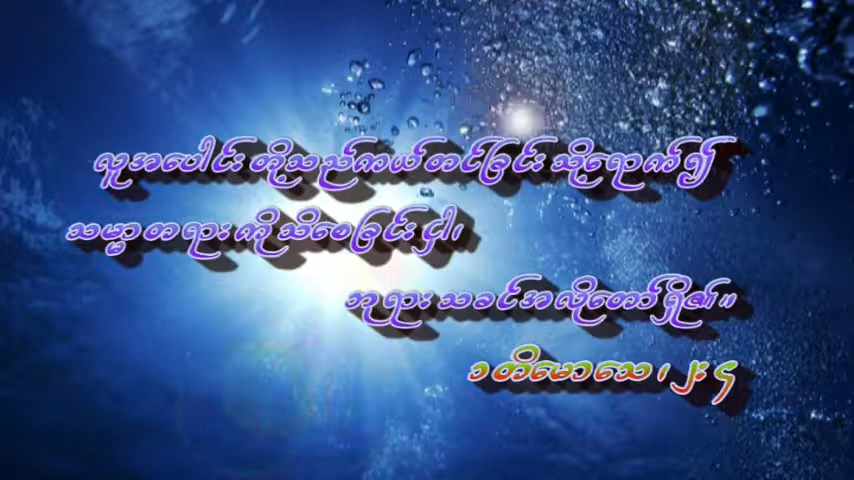 လူအပေါင်းတို့သည်ကယ်တင်ခြင်းသို့ရောက်၍
သမ္မာတရားကိုသိစေခြင်းငှါ၊
ဘုရားသခင်အလိုတော်ရှိ၏။
၁တိမောသေ၊ ၂း ၄